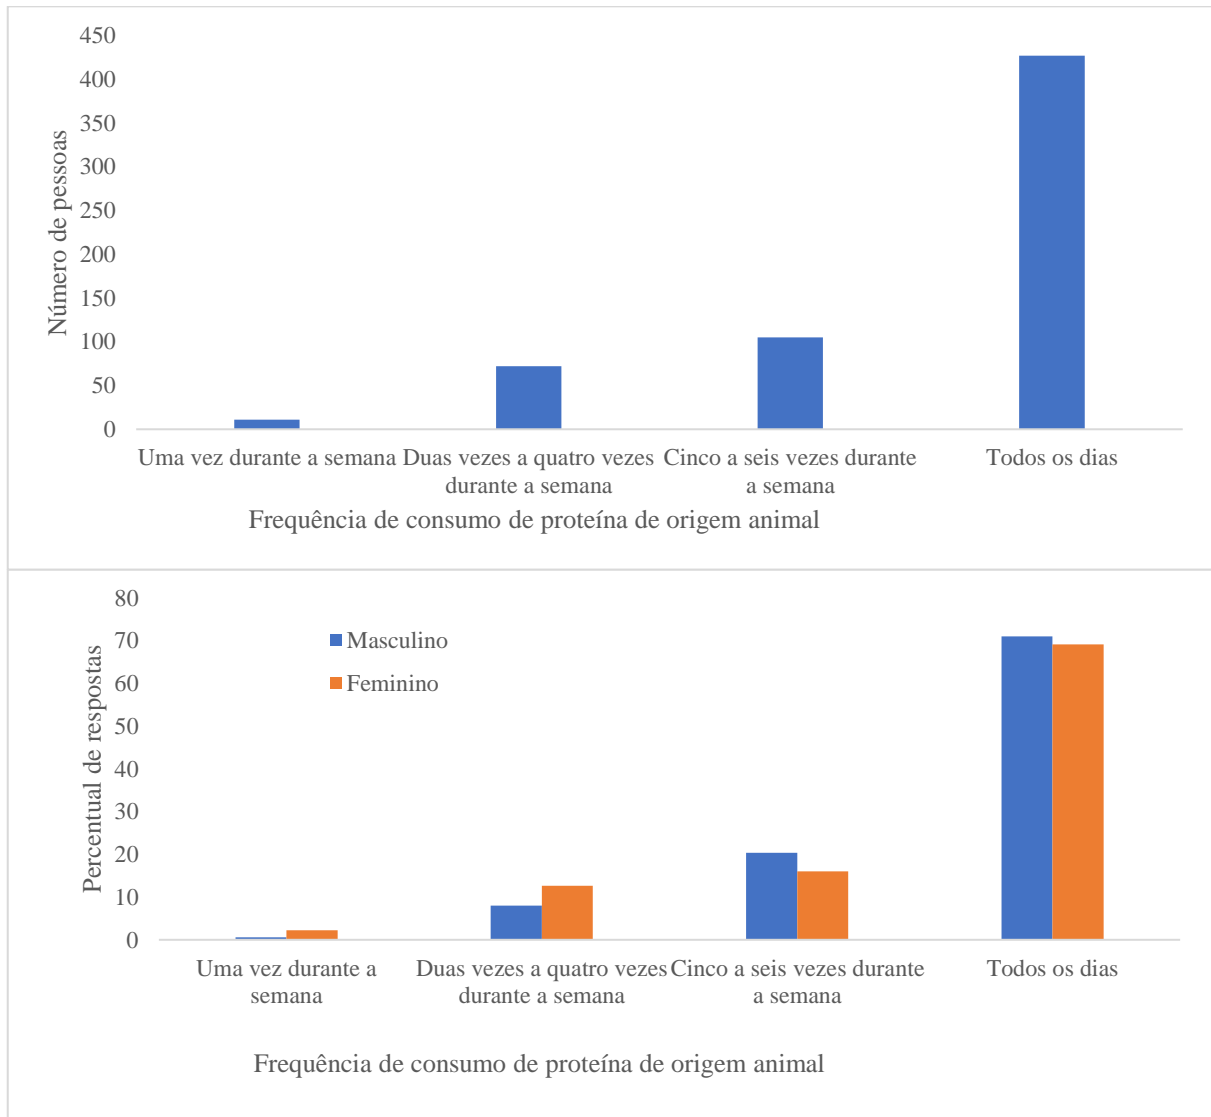 450
400
350
300
250
200
150
100
50
0
Número de pessoas
Uma vez durante a semana
Duas vezes a quatro vezes
durante a semana
Cinco a seis vezes durante
a semana
Todos os dias
Frequência de consumo de proteína de origem animal
80
70
60
50
40
30
20
10
0
Percentual de respostas
Masculino
Feminino
Uma vez durante a
semana
Duas vezes a quatro vezes
durante a semana
Cinco a seis vezes durante
a semana
Todos os dias
Frequência de consumo de proteína de origem animal